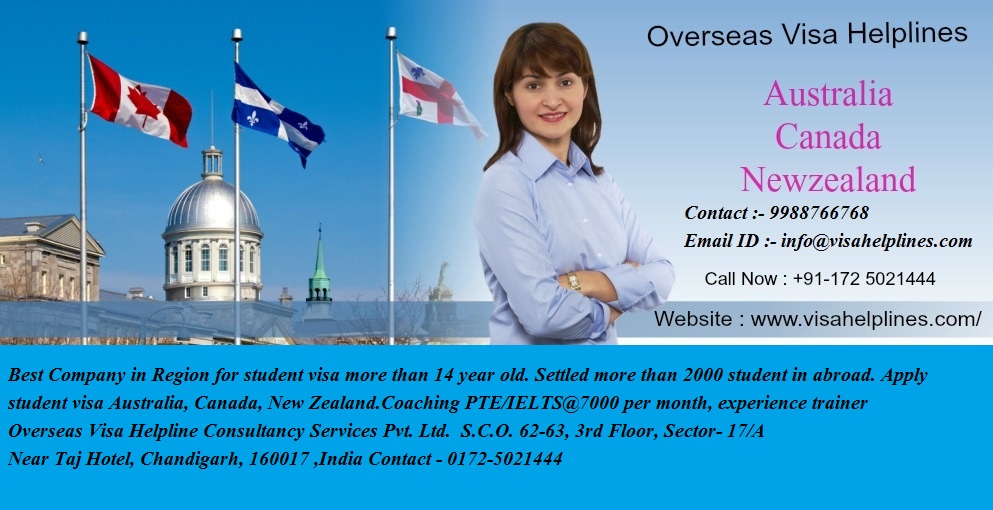 Overseas Visa Helplines
Australia
Canada
Newzealand
Contact :- 9988766768
Email ID :- info@visahelplines.com
Call Now : +91-172 5021444
Website : www.visahelplines.com/
Best Company in Region for student visa more than 14 year old. Settled more than 2000 student in abroad. Apply
student visa Australia, Canada, New Zealand.Coaching PTE/IELTS@7000 per month, experience trainer
Overseas Visa Helpline Consultancy Services Pvt. Ltd.  S.C.O. 62-63, 3rd Floor, Sector- 17/A
Near Taj Hotel, Chandigarh, 160017 ,India Contact - 0172-5021444